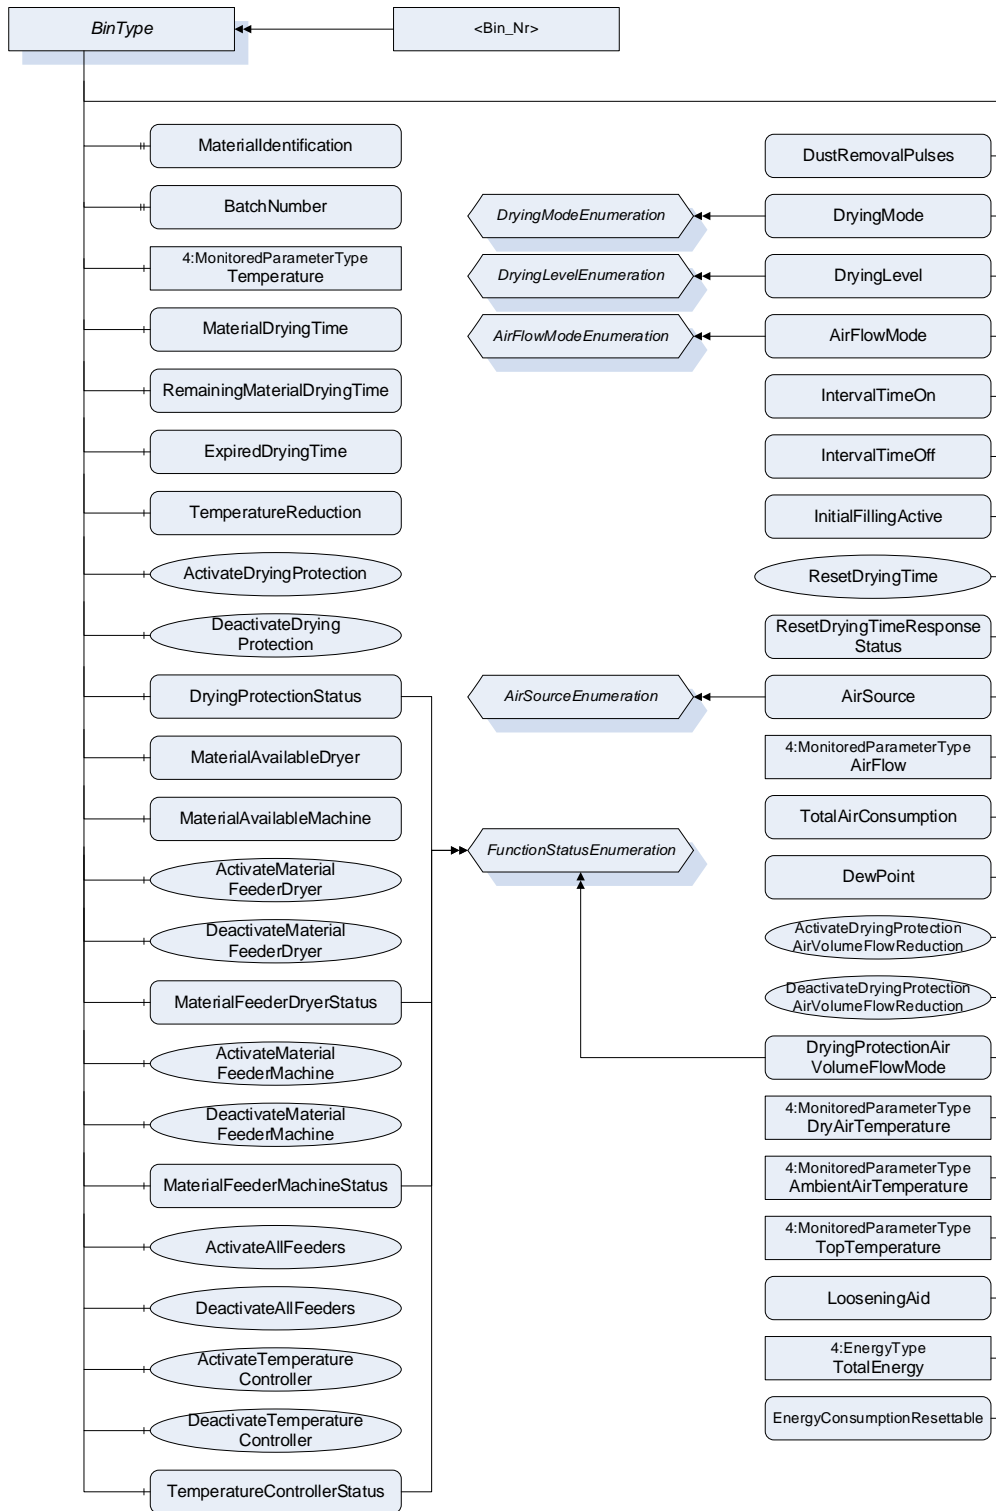 BinType
<Bin_Nr>
MaterialIdentification
BatchNumber
4:MonitoredParameterType
Temperature
MaterialDryingTime
RemainingMaterialDryingTime
ExpiredDryingTime
TemperatureReduction
ActivateDryingProtection
DeactivateDrying
Protection
DryingProtectionStatus
MaterialAvailableDryer
MaterialAvailableMachine
ActivateMaterial
FeederDryer
DeactivateMaterial
FeederDryer
MaterialFeederDryerStatus
ActivateMaterial
FeederMachine
DeactivateMaterial
FeederMachine
MaterialFeederMachineStatus
ActivateAllFeeders
DeactivateAllFeeders
ActivateTemperature
Controller
DeactivateTemperature
Controller
TemperatureControllerStatus
DryingModeEnumeration
DryingLevelEnumeration
AirFlowModeEnumeration
AirSourceEnumeration
FunctionStatusEnumeration
DustRemovalPulses
DryingMode
DryingLevel
AirFlowMode
IntervalTimeOn
IntervalTimeOff
InitialFillingActive
ResetDryingTime
ResetDryingTimeResponse
Status
AirSource
4:MonitoredParameterType
AirFlow
TotalAirConsumption
DewPoint
ActivateDryingProtection
AirVolumeFlowReduction
DeactivateDryingProtection
AirVolumeFlowReduction
DryingProtectionAir
VolumeFlowMode
4:MonitoredParameterType
DryAirTemperature
4:MonitoredParameterType
AmbientAirTemperature
4:MonitoredParameterType
TopTemperature
LooseningAid
4:EnergyType
TotalEnergy
EnergyConsumptionResettable